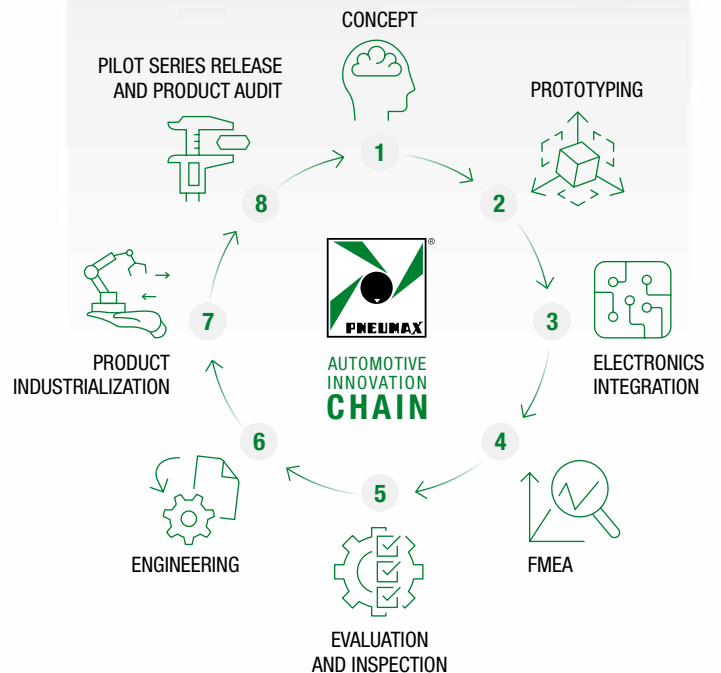 CONCEPT
1
PROTOTYPING
2
3
ELECTRONICS
INTEGRATION
4
FMEA
5
EVALUATION
AND INSPECTION
6
ENGINEERING
7
PRODUCT
INDUSTRIALIZATION
8
PILOT SERIES RELEASE
AND PRODUCT AUDIT
®
PNEUMAX
AUTOMOTIVE
INNOVATION
CHAIN